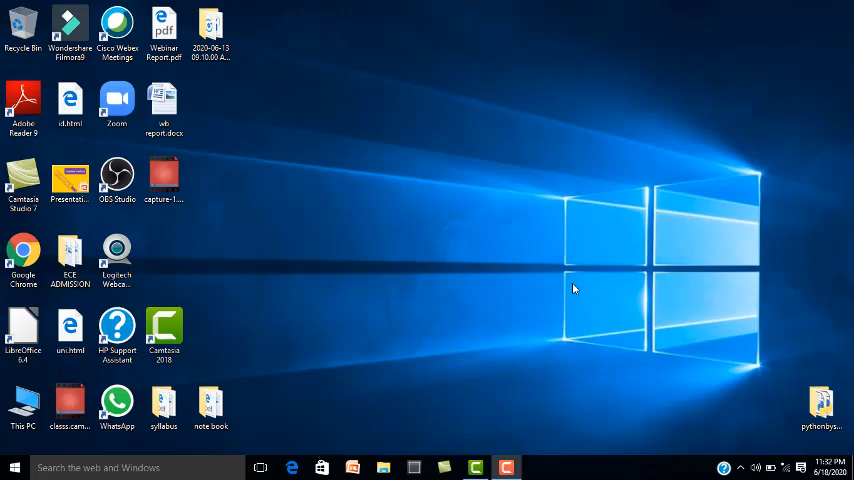 Recycle Bin
Wondershare
Filmora9
Cisco Webex
Meetings
pdf
Webinar
Report.pdf
2020-06-13
09.10.00 A...
Adobe
Reader 9
id.html
Zoom
wb
report.docx
Camtasia
Studio 7
Presentati...
OBS Studio
capture-1....
Google
Chrome
ECE
ADMISSION
Logitech
Webca...
LibreOffice
6.4
uni.html
HP Support
Assistant
Camtasia
2018
This PC
classs.cam...
WhatsApp
syllabus
note book
pythonbys...
Search the web and Windows
11:32 PM
6/18/2020